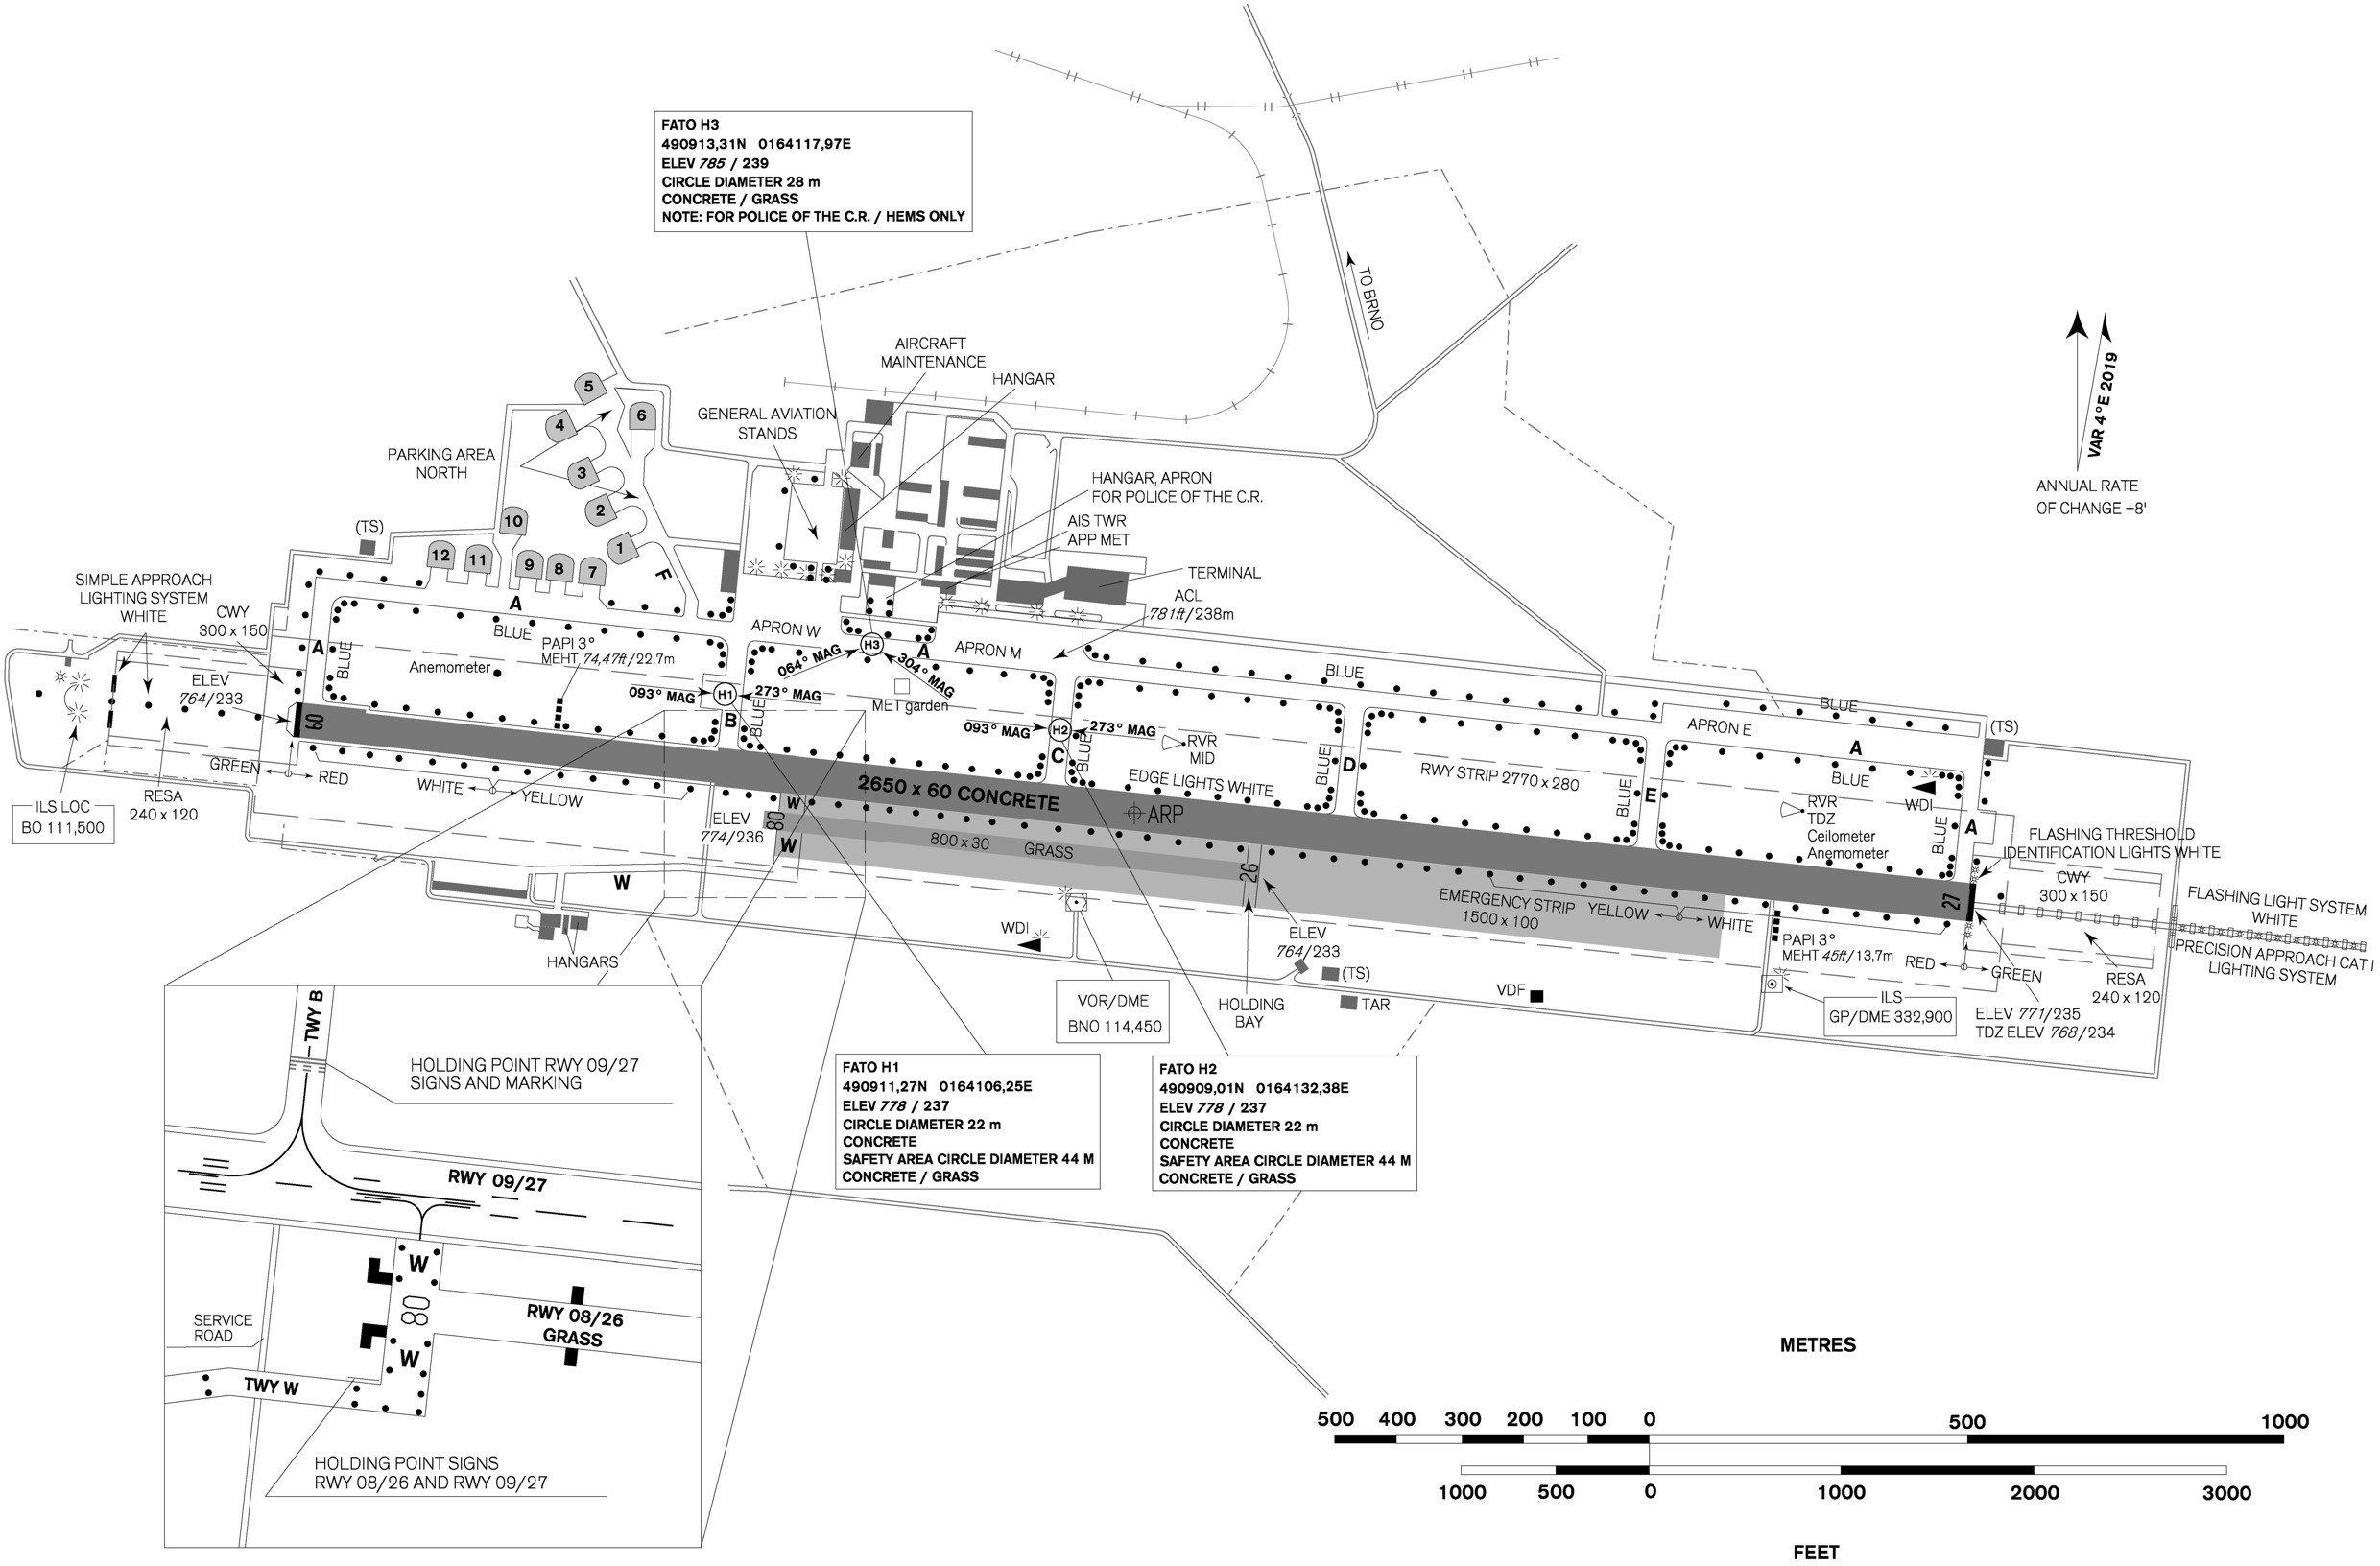 FATO H3
490913,31N 0164117,97E
ELEV 785 / 239
CIRCLE DIAMETER 28 m
CONCRETE / GRASS
NOTE: FOR POLICE OF THE C.R. / HEMS ONLY
TO BRNO
VAR 4°E 2019
ANNUAL RATE
OF CHANGE +8'
AIRCRAFT
MAINTENANCE
HANGAR
GENERAL AVIATION
STANDS
PARKING AREA
NORTH
5
4
6
3
2
1
10
12
11
9
8
7
F
(TS)
HANGAR, APRON
FOR POLICE OF THE C.R.
AIS TWR
APP MET
TERMINAL
ACL
781ft/238m
SIMPLE APPROACH
LIGHTING SYSTEM
WHITE
CWY
300 x 150
A
BLUE
A
BLUE
PAPI 3°
MEHT 74,47ft/22,7m
Anemometer
ELEV
764/233
09
APRON W
H3
A
APRON M
064° MAG
304° MAG
093° MAG
H1
273° MAG
B
BLUE
MET garden
093° MAG
H2
273° MAG
C
BLUE
RVR
MID
BLUE
BLUE
APRON E
A
BLUE
(TS)
EDGE LIGHTS WHITE
BLUE
D
RWY STRIP 2770 x 280
BLUE
E
WDI
RVR
TDZ
Ceilometer
Anemometer
BLUE
A
FLASHING THRESHOLD
IDENTIFICATION LIGHTS WHITE
ILS LOC
BO 111,500
RESA
240 x 120
GREEN
RED
WHITE
YELLOW
2650 x 60 CONCRETE
ARP
ELEV
774/236
W
08
W
800 x 30
GRASS
26
EMERGENCY STRIP
1500 x 100
YELLOW
WHITE
27
CWY
300 x 150
FLASHING LIGHT SYSTEM
WHITE
PRECISION APPROACH CAT I
LIGHTING SYSTEM
W
HANGARS
WDI
VOR/DME
BNO 114,450
ELEV
764/233
HOLDING
BAY
(TS)
TAR
VDF
PAPI 3°
MEHT 45ft/13,7m
RED
GREEN
ILS
GP/DME 332,900
ELEV 771/235
TDZ ELEV 768/234
RESA
240 x 120
FATO H1
490911,27N 0164106,25E
ELEV 778 / 237
CIRCLE DIAMETER 22 m
CONCRETE
SAFETY AREA CIRCLE DIAMETER 44 M
CONCRETE / GRASS
FATO H2
490909,01N 0164132,38E
ELEV 778 / 237
CIRCLE DIAMETER 22 m
CONCRETE
SAFETY AREA CIRCLE DIAMETER 44 M
CONCRETE / GRASS
TWY B
HOLDING POINT RWY 09/27
SIGNS AND MARKING
RWY 09/27
W
08
W
RWY 08/26
GRASS
SERVICE
ROAD
TWY W
HOLDING POINT SIGNS
RWY 08/26 AND RWY 09/27
METRES
500 400 300 200 100 0 500 1000
1000 500 0 1000 2000 3000
FEET